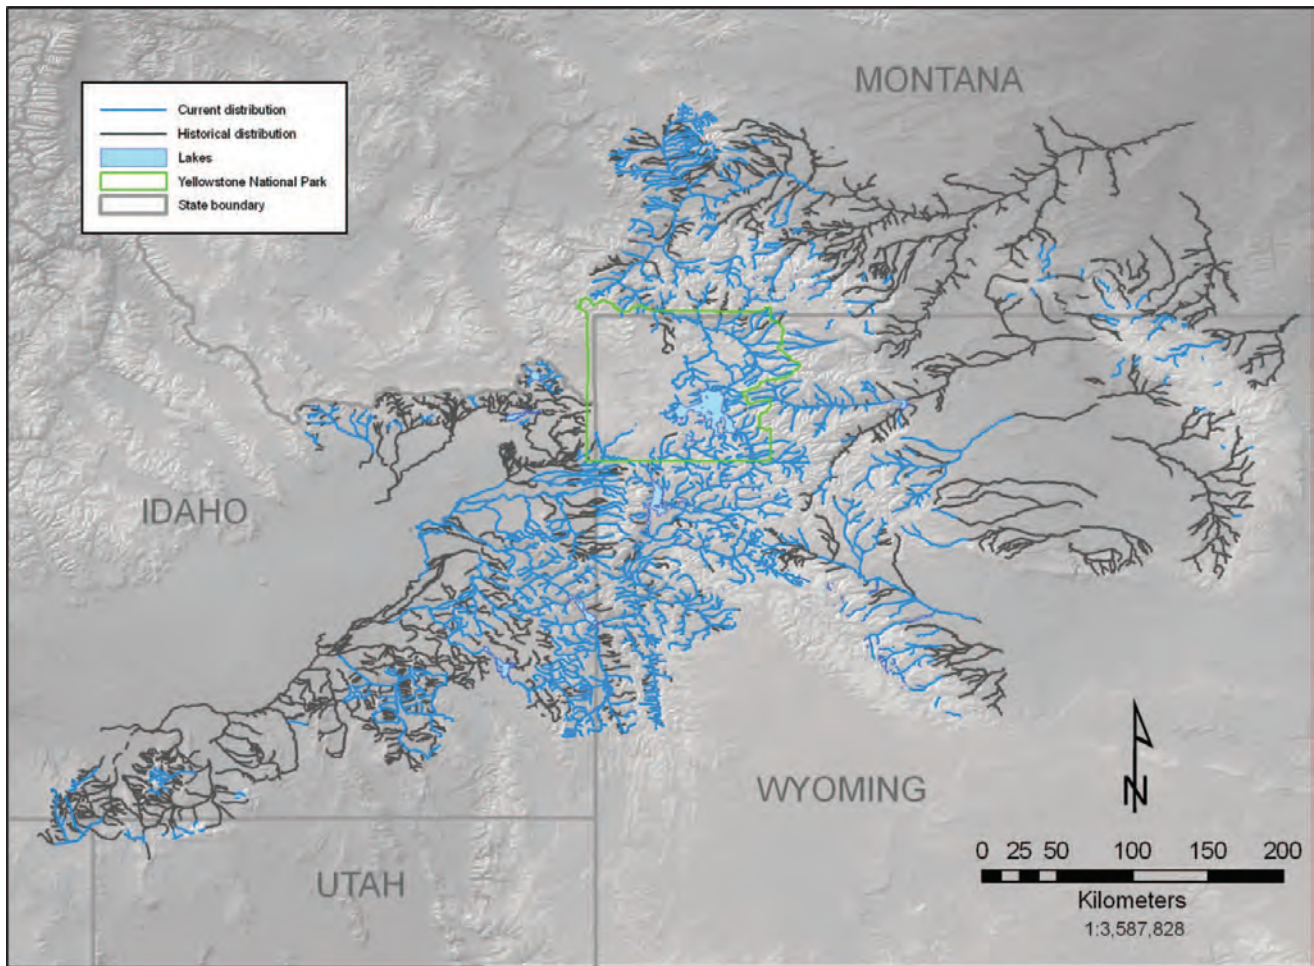 MONTANA
Current distribution
Historical distribution
Lakes
Yellowstone National Park
State boundary
IDAHO
WYOMING
UTAH
N
0 25 50 100 150 200
Kilometers
1:3,587,828